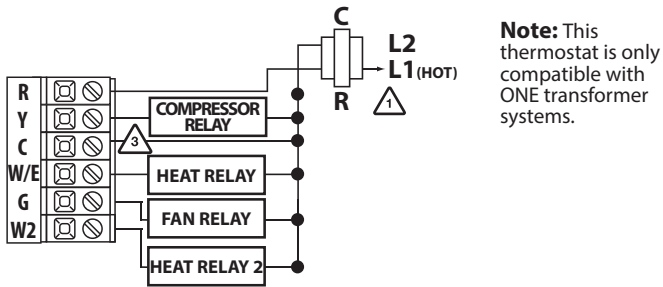 C
L2
L1(HOT)
R
1
Note: This
thermostat is only
compatible with
ONE transformer
systems.
R
Y
C
W/E
G
W2
COMPRESSOR
RELAY
3
HEAT RELAY
FAN RELAY
HEAT RELAY 2